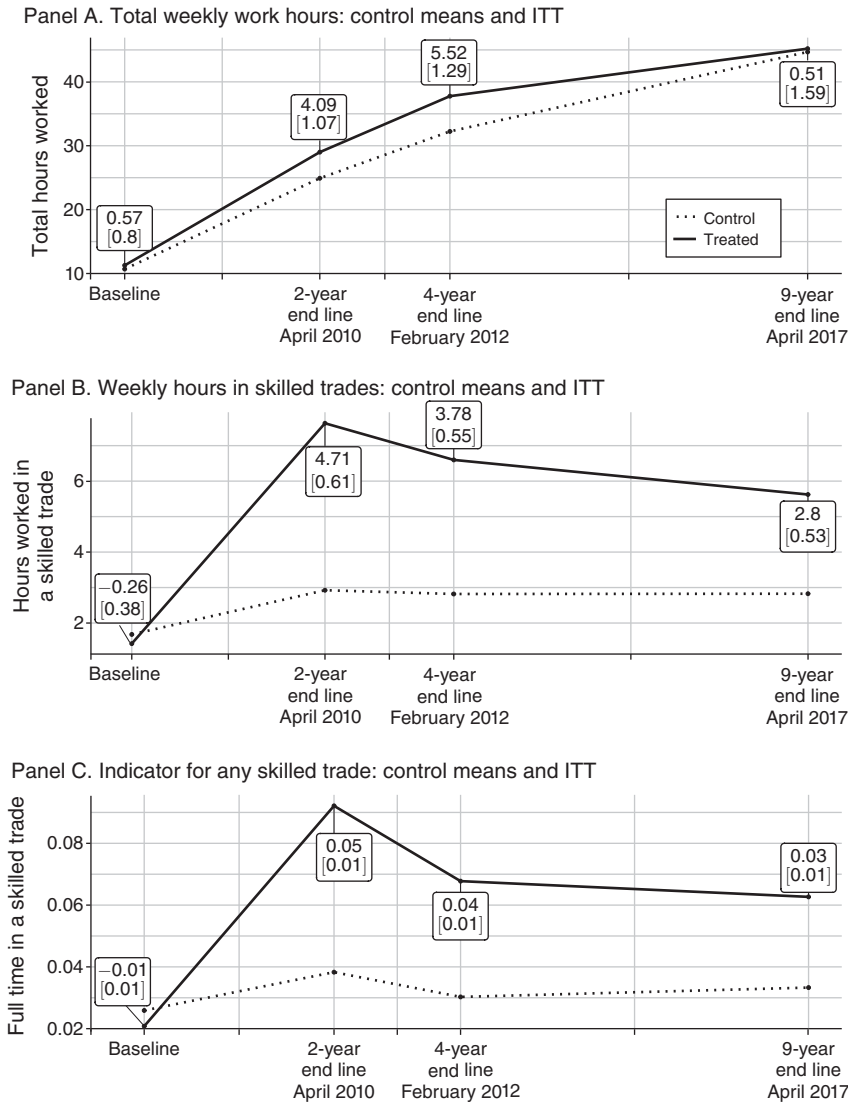 Panel A. Total weekly work hours: control means and ITT
Total hours worked
40
30
20
10
0.57
[0.8]
4.09
[1.07]
5.52
[1.29]
0.51
[1.59]
Control
Treated
Baseline
2-year
end line
April 2010
4-year
end line
February 2012
9-year
end line
April 2017
Panel B. Weekly hours in skilled trades: control means and ITT
Hours worked in
a skilled trade
6
4
2
−0.26
[0.38]
4.71
[0.61]
3.78
[0.55]
2.8
[0.53]
Baseline
2-year
end line
April 2010
4-year
end line
February 2012
9-year
end line
April 2017
Panel C. Indicator for any skilled trade: control means and ITT
Full time in a skilled trade
0.08
0.06
0.04
0.02
−0.01
[0.01]
0.05
[0.01]
0.04
[0.01]
0.03
[0.01]
Baseline
2-year
end line
April 2010
4-year
end line
February 2012
9-year
end line
April 2017